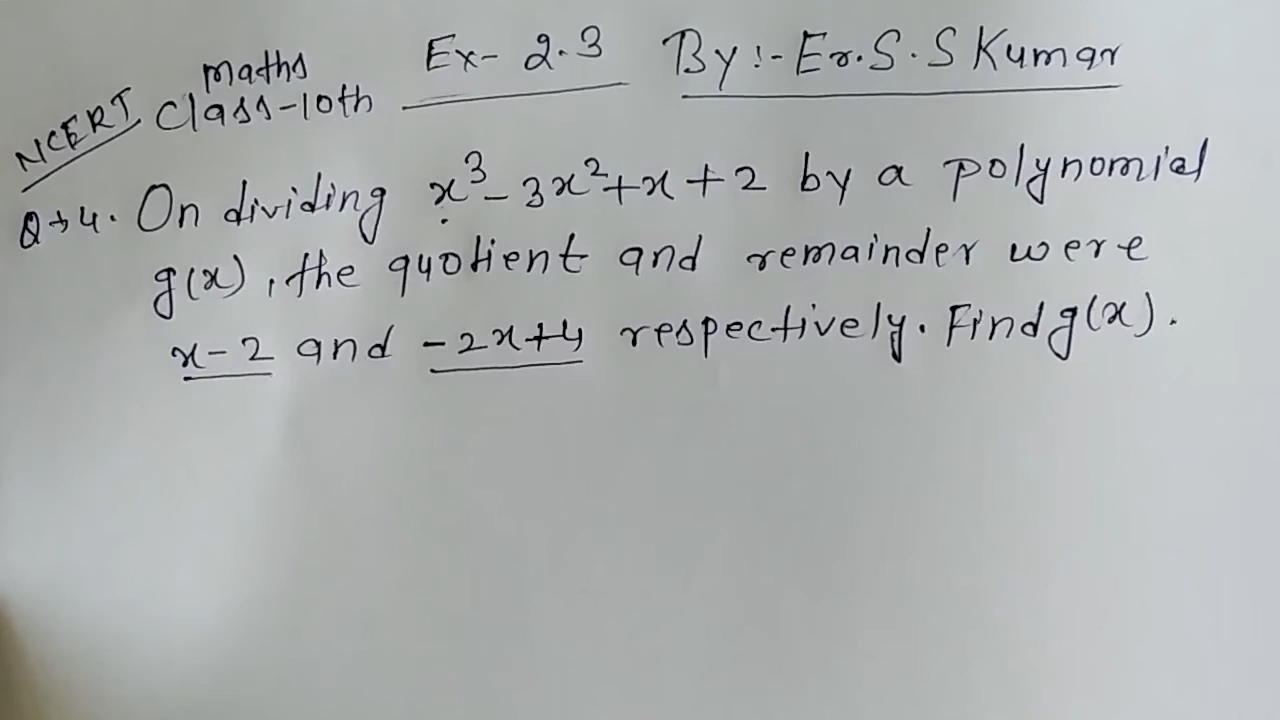 NCERT maths Class-10th Ex- 2.3 By:- Er. S. S Kumar
Q→4. On dividing x³-3x²+x+2 by a polynomial
g(x), the quotient and remainder were
x-2 and -2x+4 respectively. Find g(x).